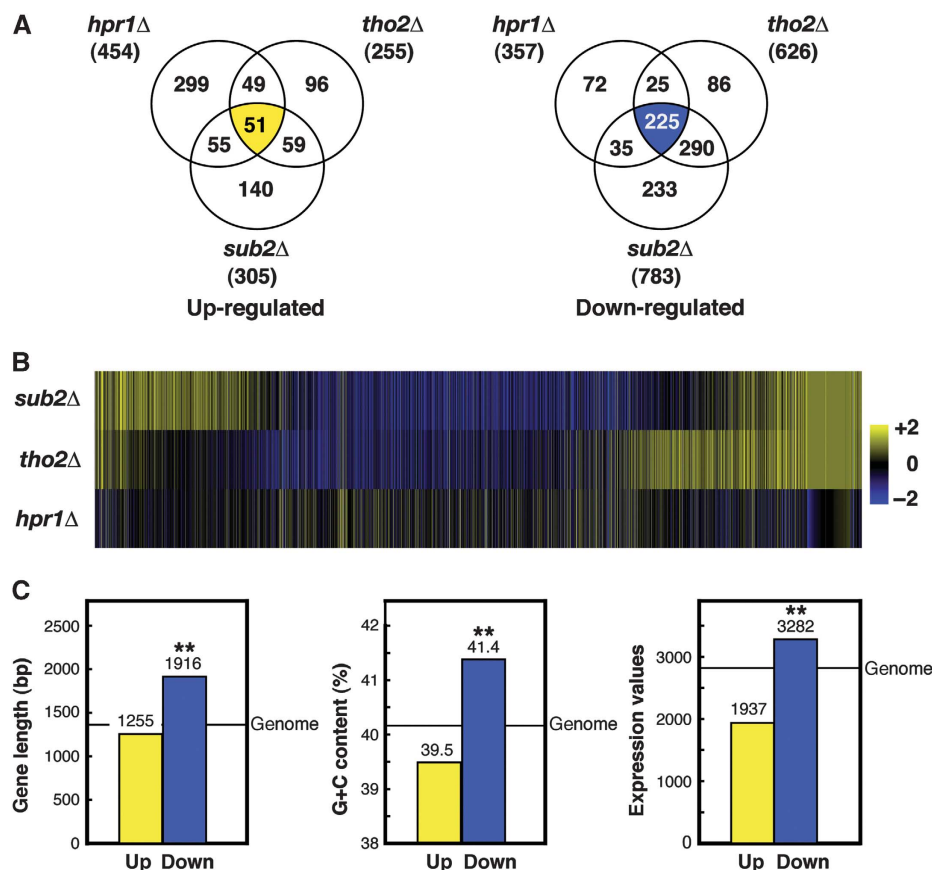 A
hpr1Δ
(454)
tho2Δ
(255)
299
49
96
51
55
59
140
sub2Δ
(305)
Up-regulated
hpr1Δ
(357)
tho2Δ
(626)
72
25
86
225
35
290
233
sub2Δ
(783)
Down-regulated
B
sub2Δ
tho2Δ
hpr1Δ
+2
0
−2
C
Gene length (bp)
2500
2000
1500
1000
500
0
**
1916
1255
Genome
Up Down
G+C content (%)
42
41
40
39
38
**
41.4
39.5
Genome
Up Down
Expression values
3000
2000
1000
0
**
3282
1937
Genome
Up Down